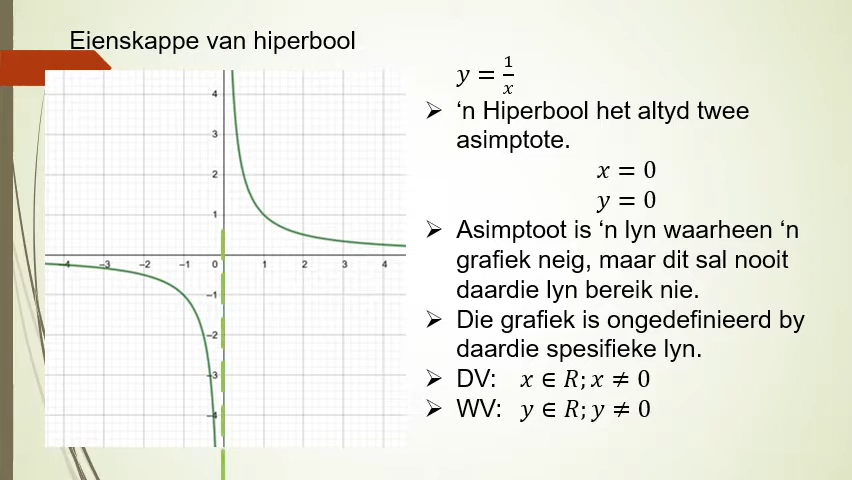 Eienskappe van hiperbool
y = 1/x
➢ ‘n Hiperbool het altyd twee
asimptote.
x = 0
y = 0
➢ Asimptoot is ‘n lyn waarheen ‘n
grafiek neig, maar dit sal nooit
daardie lyn bereik nie.
➢ Die grafiek is ongedefinieerd by
daardie spesifieke lyn.
➢ DV: x ∈ R; x ≠ 0
➢ WV: y ∈ R; y ≠ 0
4
3
2
1
–4 –3 –2 –1 0 1 2 3 4
–1
–2
–3
–4